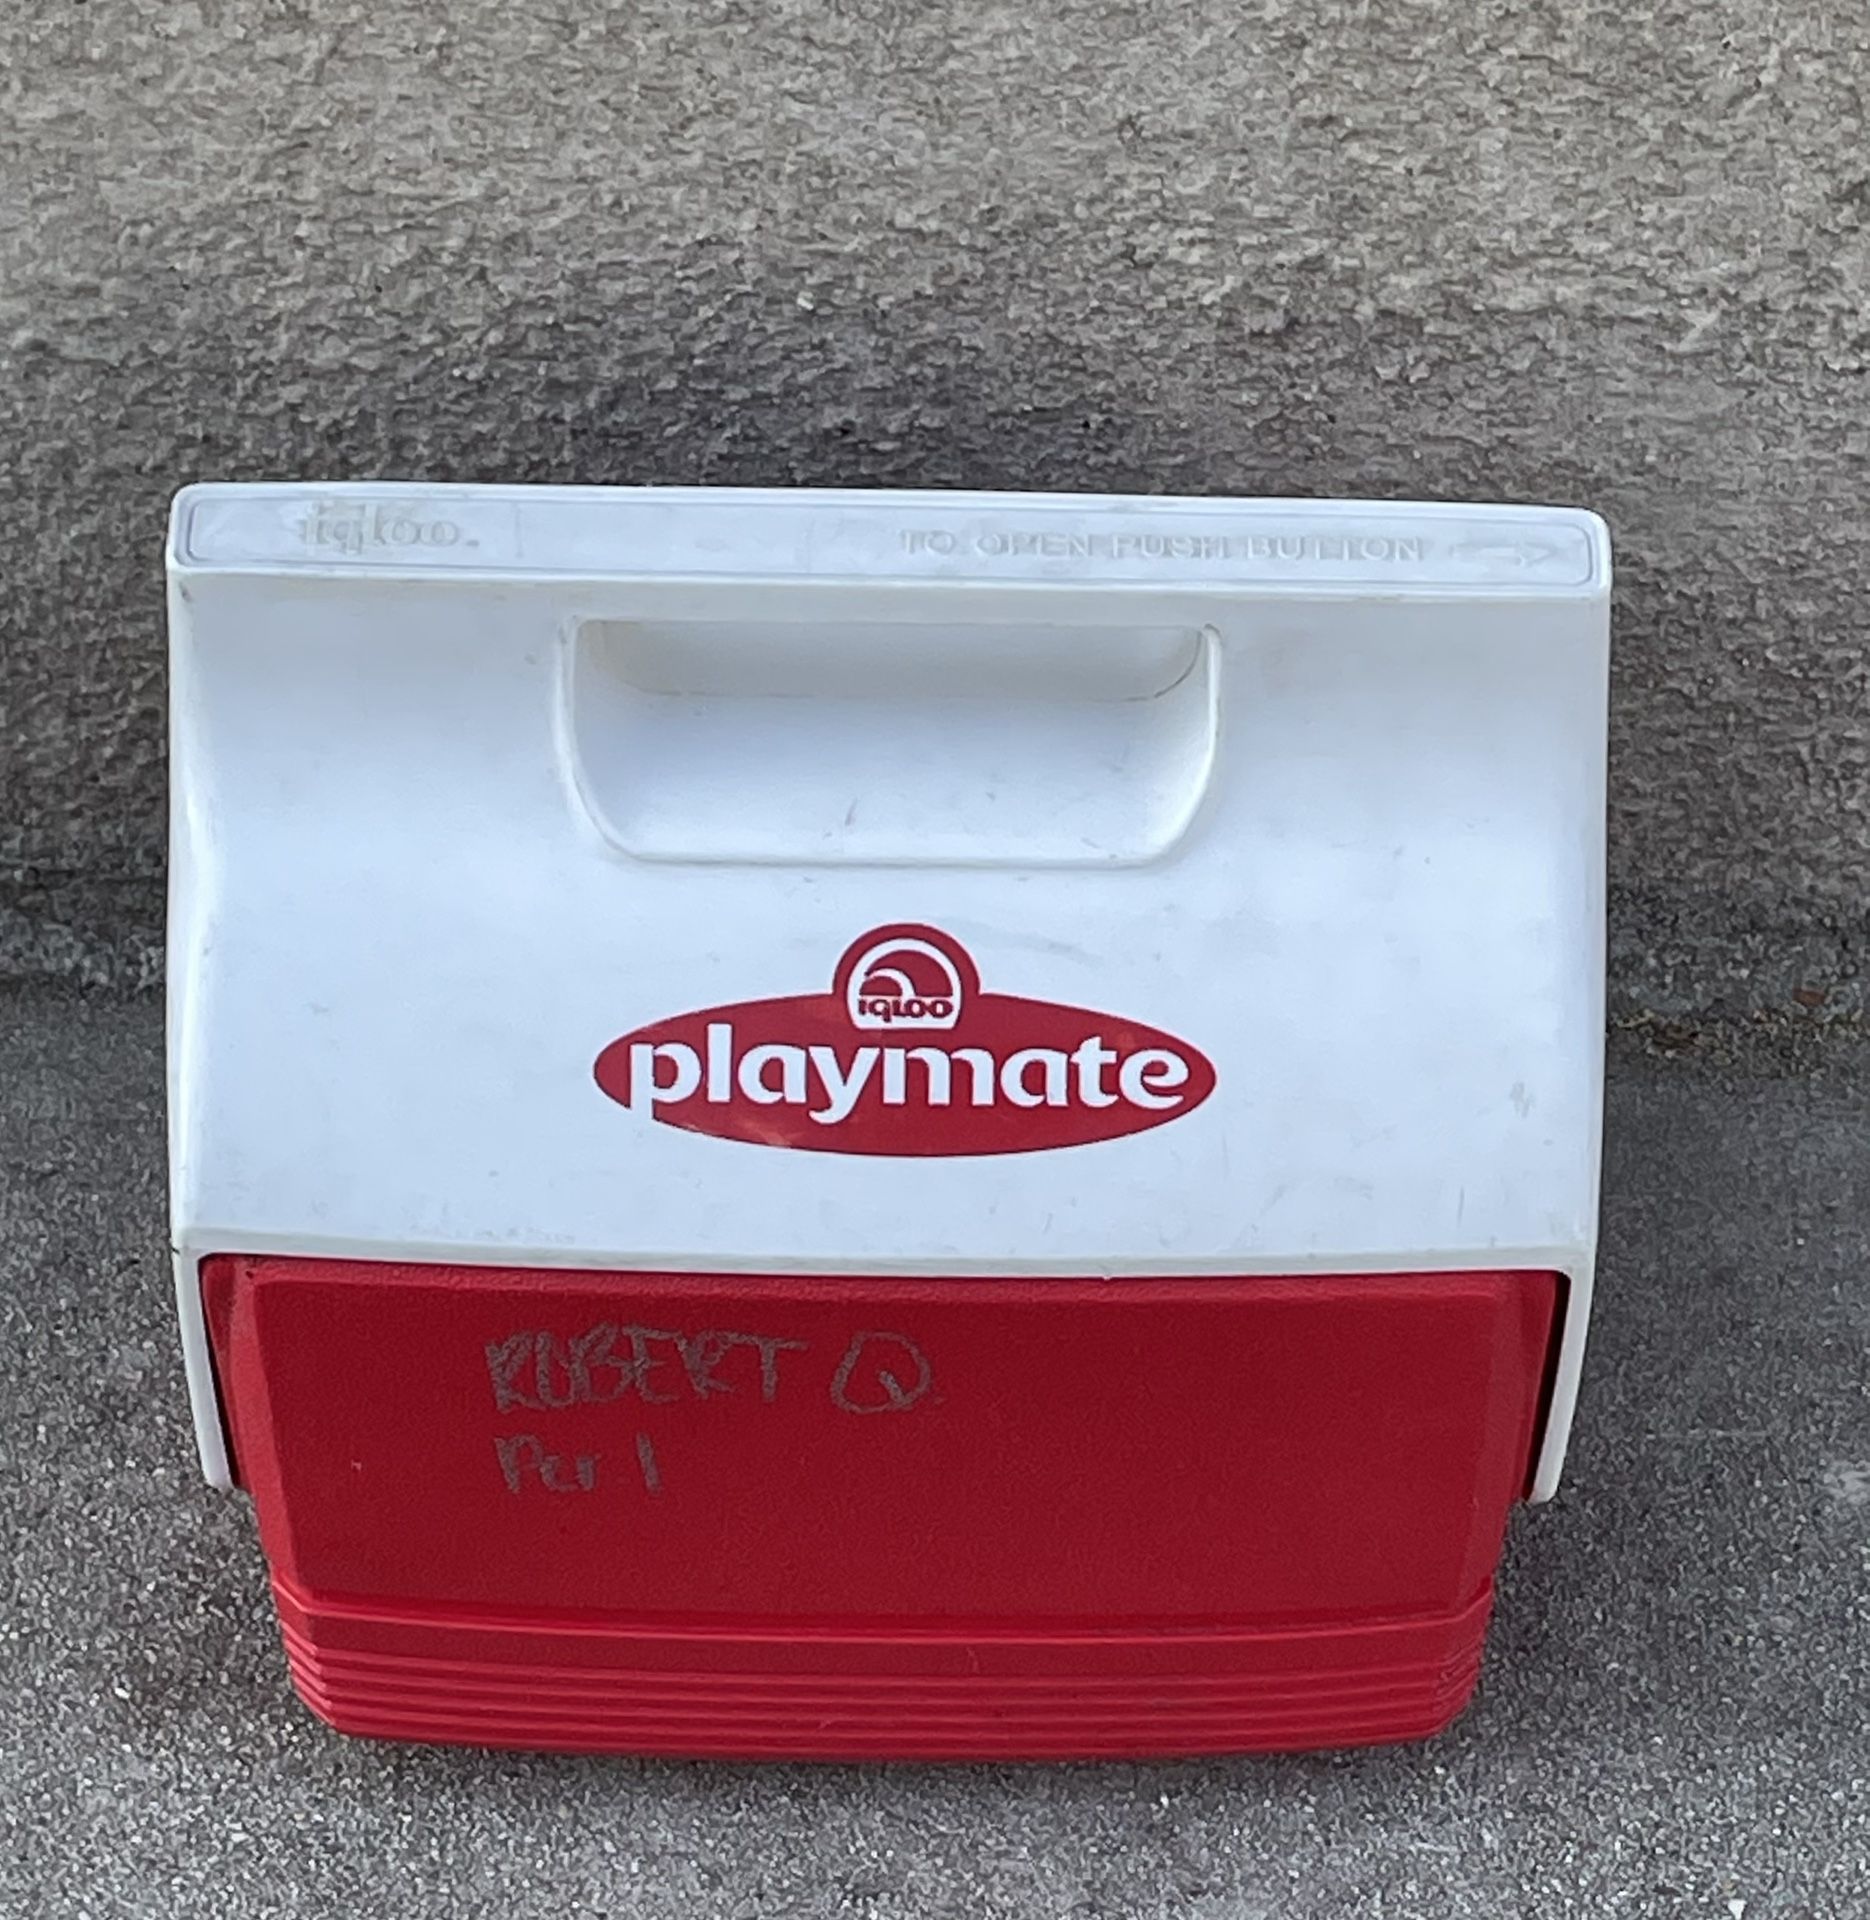 igloo.
TO OPEN PUSH BUTTON
IGLOO
playmate
ROBERT Q
Per. 1